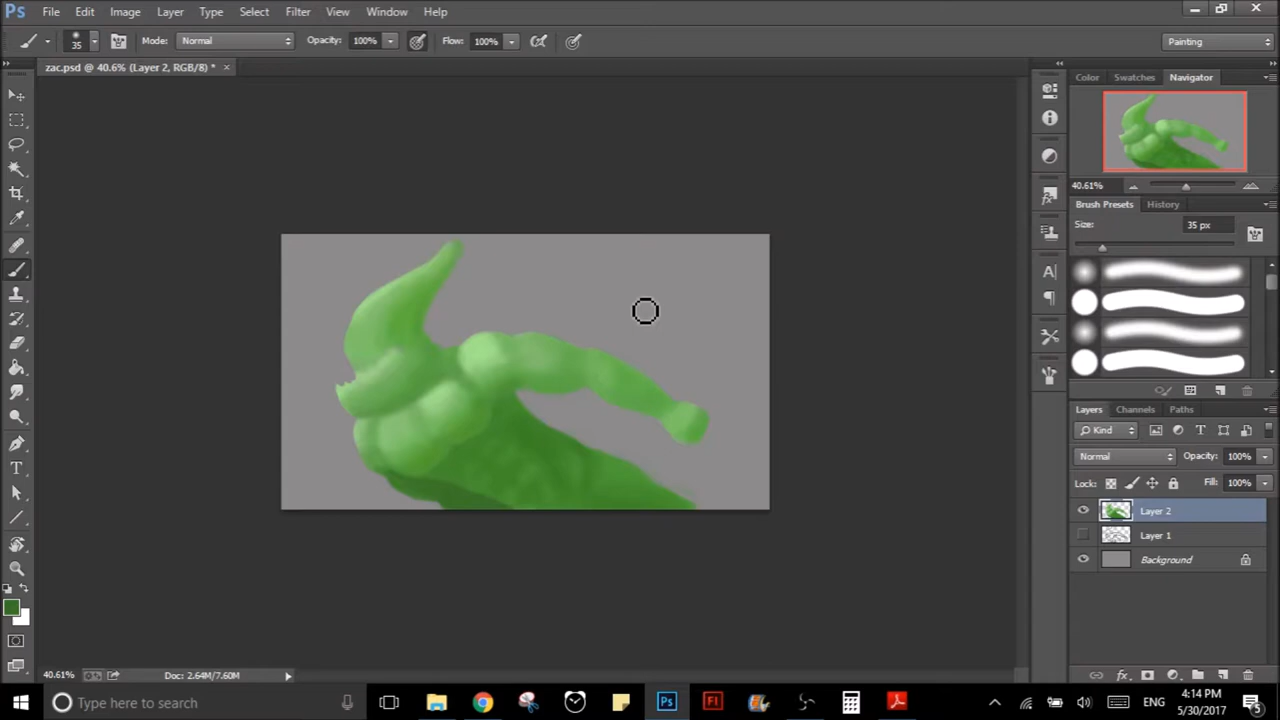 Ps File Edit Image Layer Type Select Filter View Window Help
35 Mode: Normal Opacity: 100% Flow: 100% Painting
zac.psd @ 40.6% (Layer 2, RGB/8) * ×
Color Swatches Navigator
40.61%
Brush Presets History
Size: 35 px
Layers Channels Paths
Kind
Normal Opacity: 100%
Lock: Fill: 100%
Layer 2
Layer 1
Background
40.61% Doc: 2.64M/7.60M
Type here to search Ps Fl ENG 4:14 PM
5/30/2017 5